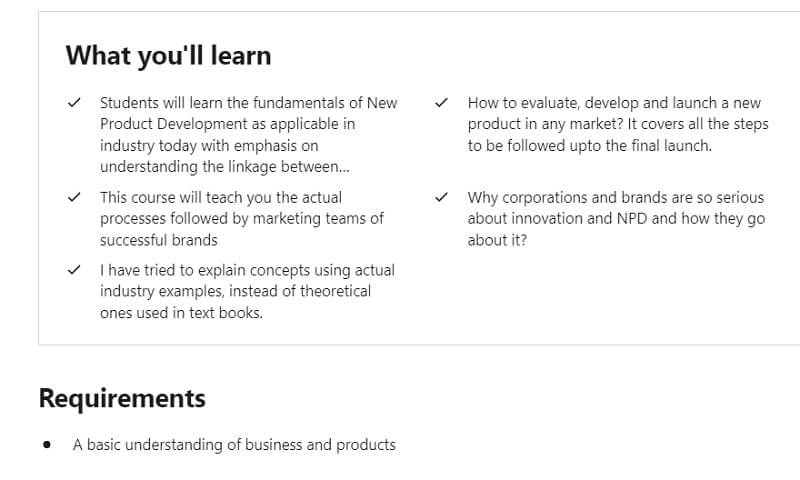 What you'll learn
Students will learn the fundamentals of New
Product Development as applicable in
industry today with emphasis on
understanding the linkage between...
How to evaluate, develop and launch a new
product in any market? It covers all the steps
to be followed upto the final launch.
This course will teach you the actual
processes followed by marketing teams of
successful brands
Why corporations and brands are so serious
about innovation and NPD and how they go
about it?
I have tried to explain concepts using actual
industry examples, instead of theoretical
ones used in text books.
Requirements
A basic understanding of business and products